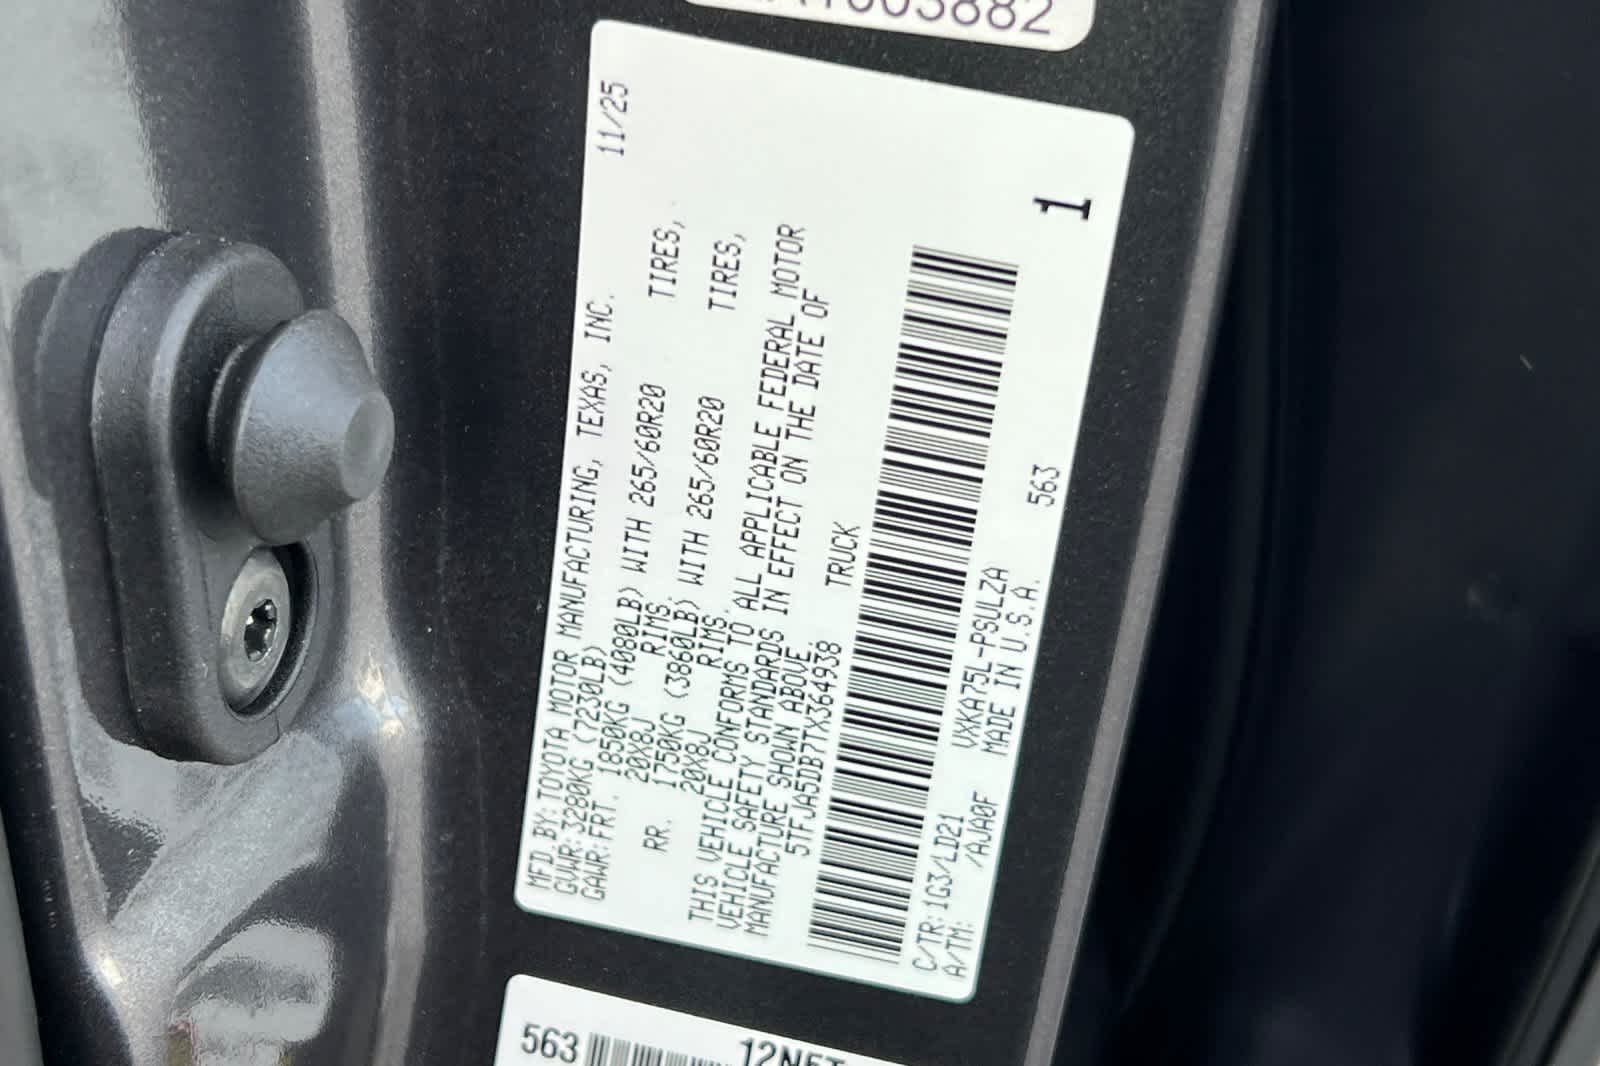 11/25
MFD.BY:TOYOTA MOTOR MANUFACTURING, TEXAS, INC.
GVWR:3280KG (7230LB)
GAWR:FRT. 1850KG (4080LB) WITH 265/60R20 TIRES,
20X8J RIMS.
RR. 1750KG (3860LB) WITH 265/60R20 TIRES,
20X8J RIMS.
THIS VEHICLE CONFORMS TO ALL APPLICABLE FEDERAL MOTOR
VEHICLE SAFETY STANDARDS IN EFFECT ON THE DATE OF
MANUFACTURE SHOWN ABOVE.
5TFJA5DB7TX364938 TRUCK
1
C/TR:1G3/LD21 VXKA75L-PSULZA 563
A/TM: /AJA0F MADE IN U.S.A.
563